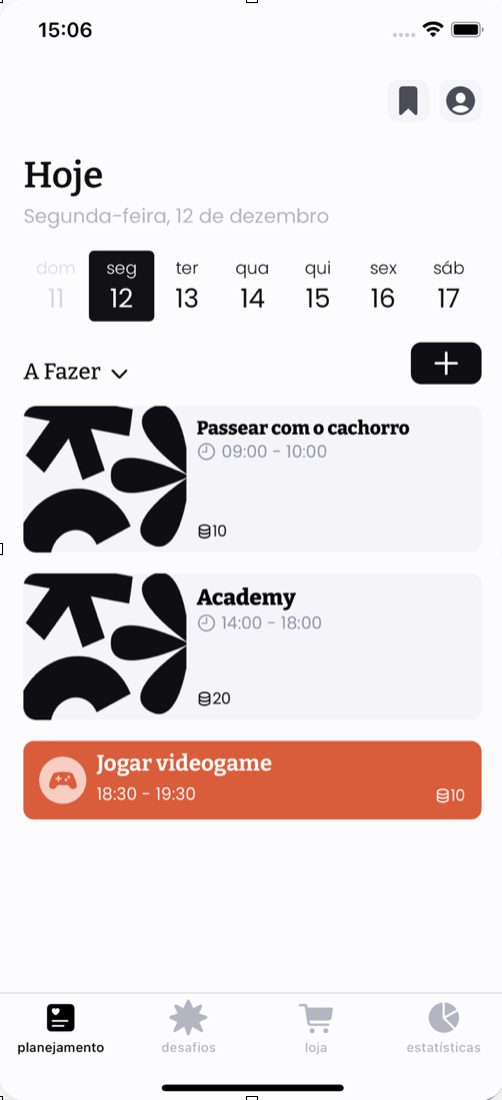 15:06
Hoje
Segunda-feira, 12 de dezembro
dom seg ter qua qui sex sáb
11 12 13 14 15 16 17
A Fazer
Passear com o cachorro
09:00 - 10:00
10
Academy
14:00 - 18:00
20
Jogar videogame
18:30 - 19:30
10
planejamento desafios loja estatísticas